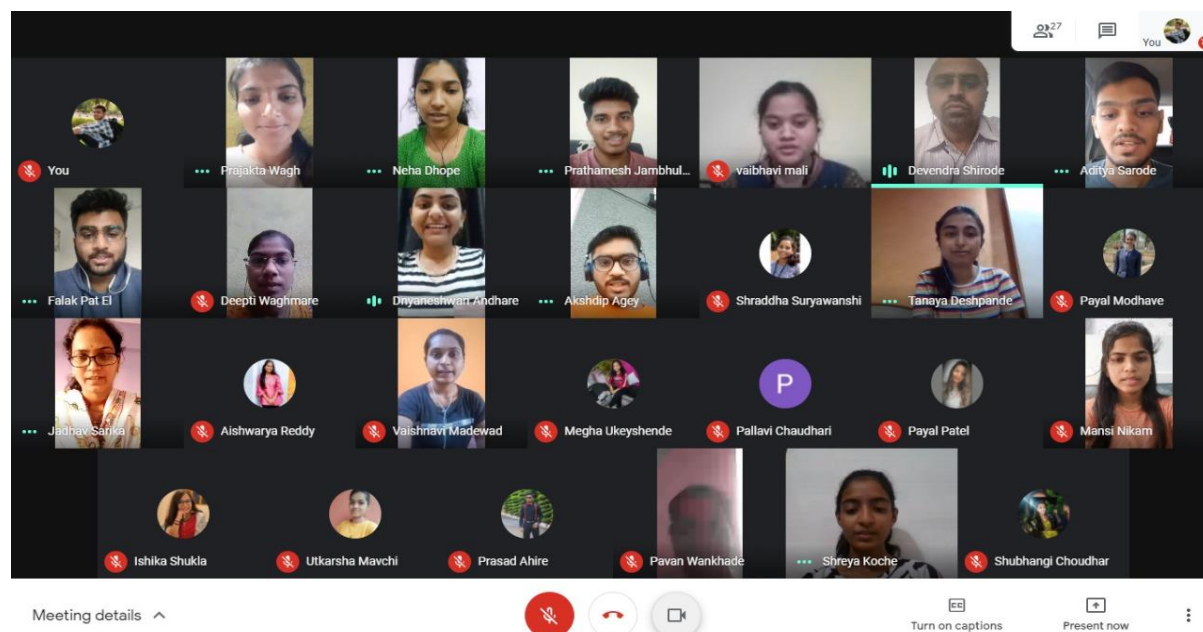 27
You
You
Prajakta Wagh
Neha Dhope
Prathamesh Jambhul...
vaibhavi mali
Devendra Shirode
Aditya Sarode
Falak Pat El
Deepti Waghmare
Dnyaneshwari Andhare
Akshdip Agey
Shraddha Suryawanshi
Tanaya Deshpande
Payal Modhave
Jadhav Sarika
Aishwarya Reddy
Vaishnavi Madewad
Megha Ukeyshende
P
Pallavi Chaudhari
Payal Patel
Mansi Nikam
Ishika Shukla
Utkarsha Mavchi
Prasad Ahire
Pavan Wankhade
Shreya Koche
Shubhangi Choudhar
Meeting details
CC
Turn on captions
Present now